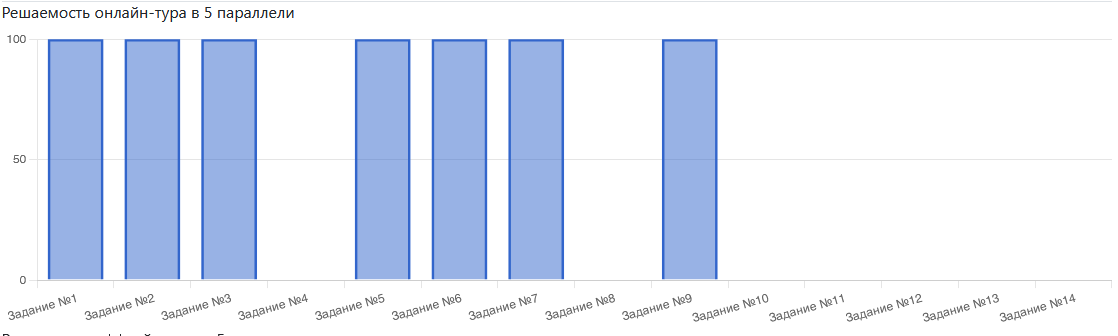 Решаемость онлайн-тура в 5 параллели
100
50
0
Задание №1
Задание №2
Задание №3
Задание №4
Задание №5
Задание №6
Задание №7
Задание №8
Задание №9
Задание №10
Задание №11
Задание №12
Задание №13
Задание №14